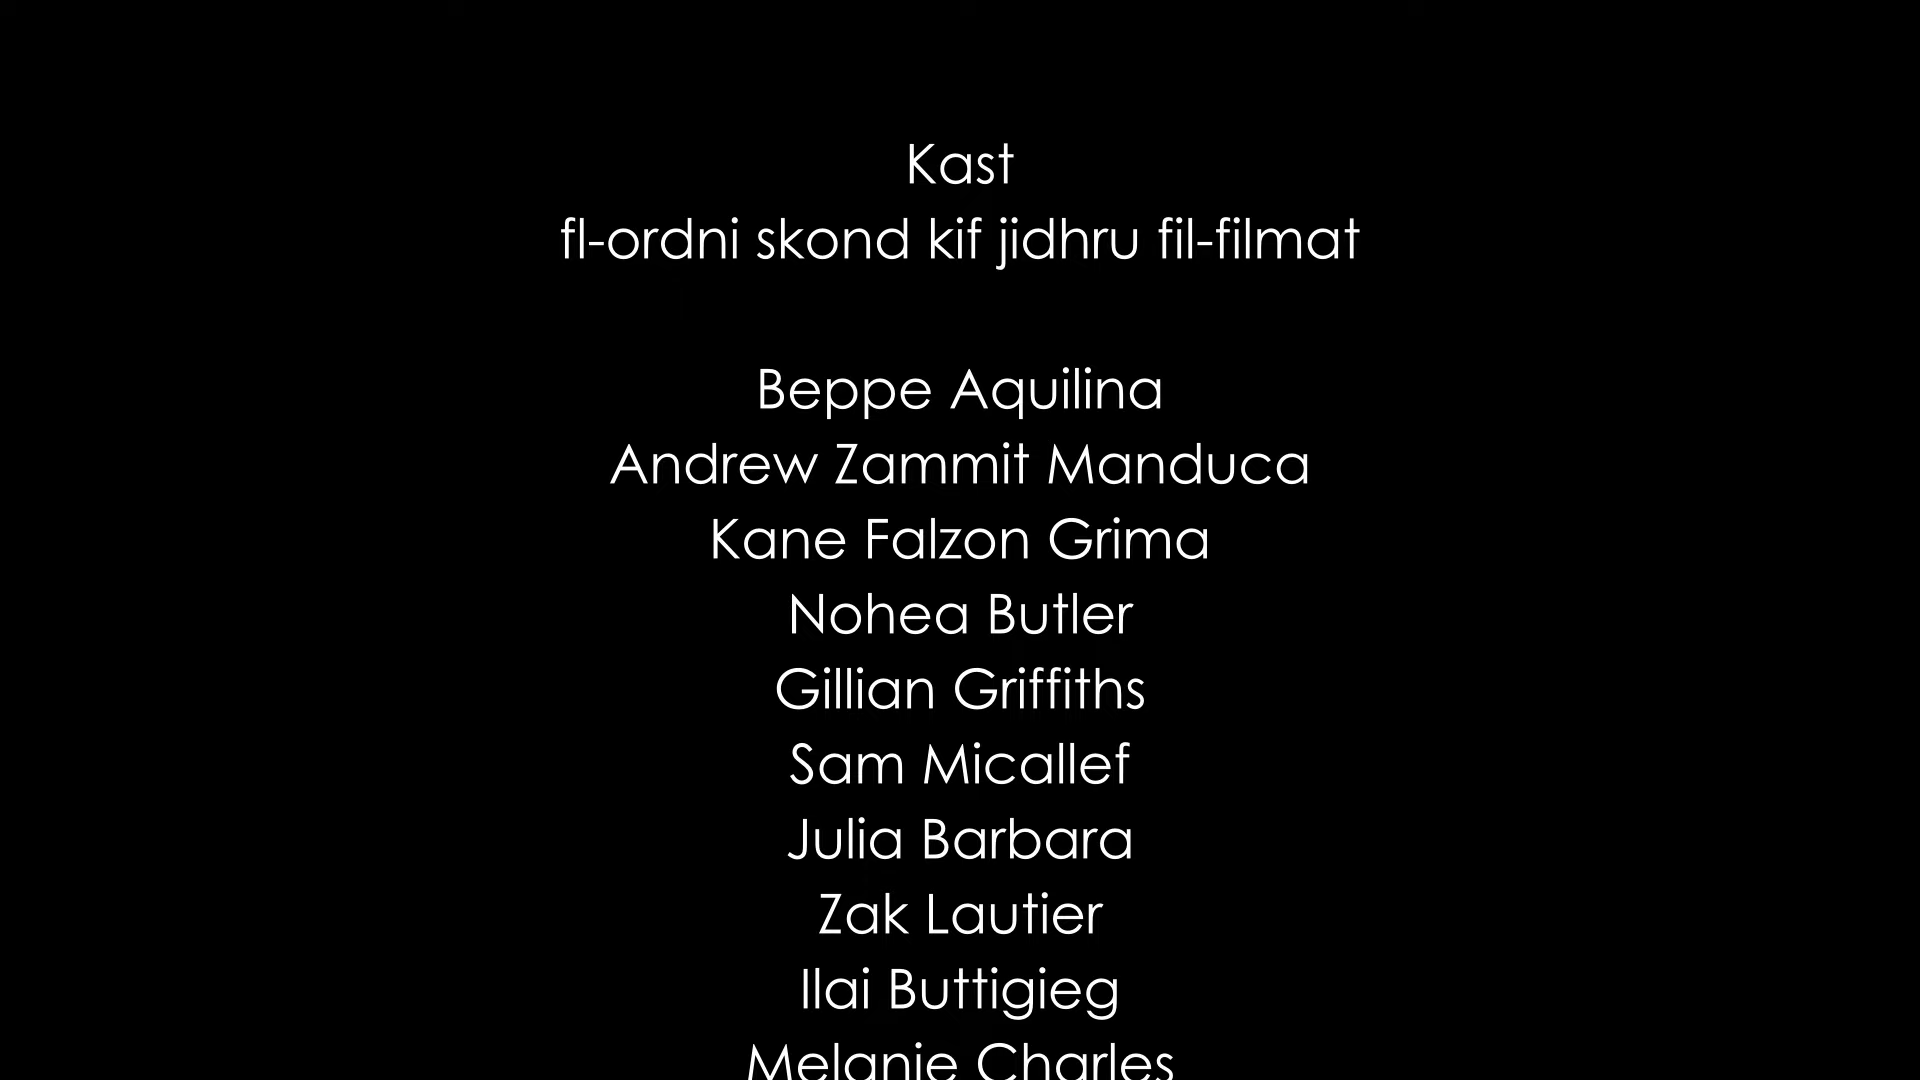 Kast
fl-ordni skond kif jidhru fil-filmat
Beppe Aquilina
Andrew Zammit Manduca
Kane Falzon Grima
Nohea Butler
Gillian Griffiths
Sam Micallef
Julia Barbara
Zak Lautier
Ilai Buttigieg
Melanie Charles